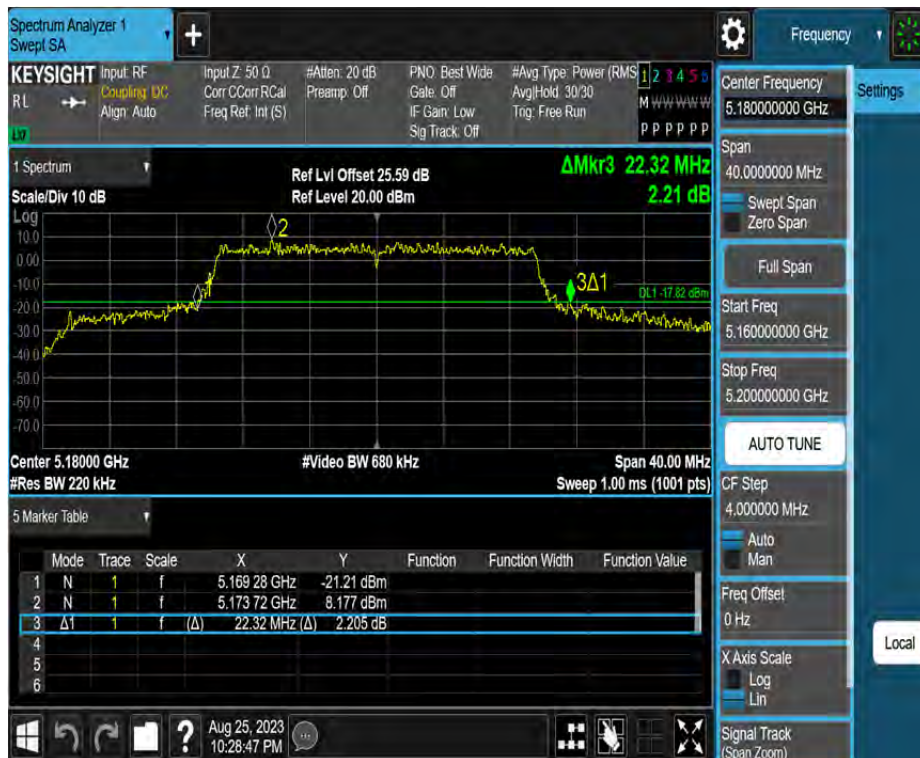 Spectrum Analyzer 1
Swept SA
+
Frequency
KEYSIGHT
Input: RF
Input Z: 50 Ω
#Atten: 20 dB
PNO: Best Wide
#Avg Type: Power (RMS
1 2 3 4 5 6
RL
Coupling: DC
Corr CCorr RCal
Preamp: Off
Gate: Off
Avg|Hold: 30/30
M W W W W W
Align: Auto
Freq Ref: Int (S)
IF Gain: Low
Trig: Free Run
Sig Track: Off
P P P P P P
LXI
Center Frequency
5.180000000 GHz
Settings
1 Spectrum
Ref Lvl Offset 25.59 dB
ΔMkr3 22.32 MHz
Scale/Div 10 dB
Ref Level 20.00 dBm
2.21 dB
Log
10.0
0.00
-10.0
-20.0
-30.0
-40.0
-50.0
-60.0
-70.0
2
3Δ1
DL1 -17.82 dBm
Center 5.18000 GHz
#Video BW 680 kHz
Span 40.00 MHz
#Res BW 220 kHz
Sweep 1.00 ms (1001 pts)
Span
40.0000000 MHz
Swept Span
Zero Span
Full Span
Start Freq
5.160000000 GHz
Stop Freq
5.200000000 GHz
AUTO TUNE
CF Step
4.000000 MHz
Auto
Man
Freq Offset
0 Hz
X Axis Scale
Log
Lin
Signal Track
(Span Zoom)
Local
5 Marker Table
Mode Trace Scale X Y Function Function Width Function Value
1 N 1 f 5.169 28 GHz -21.21 dBm
2 N 1 f 5.173 72 GHz 8.177 dBm
3 Δ1 1 f (Δ) 22.32 MHz (Δ) 2.205 dB
4
5
6
?
Aug 25, 2023
10:28:47 PM